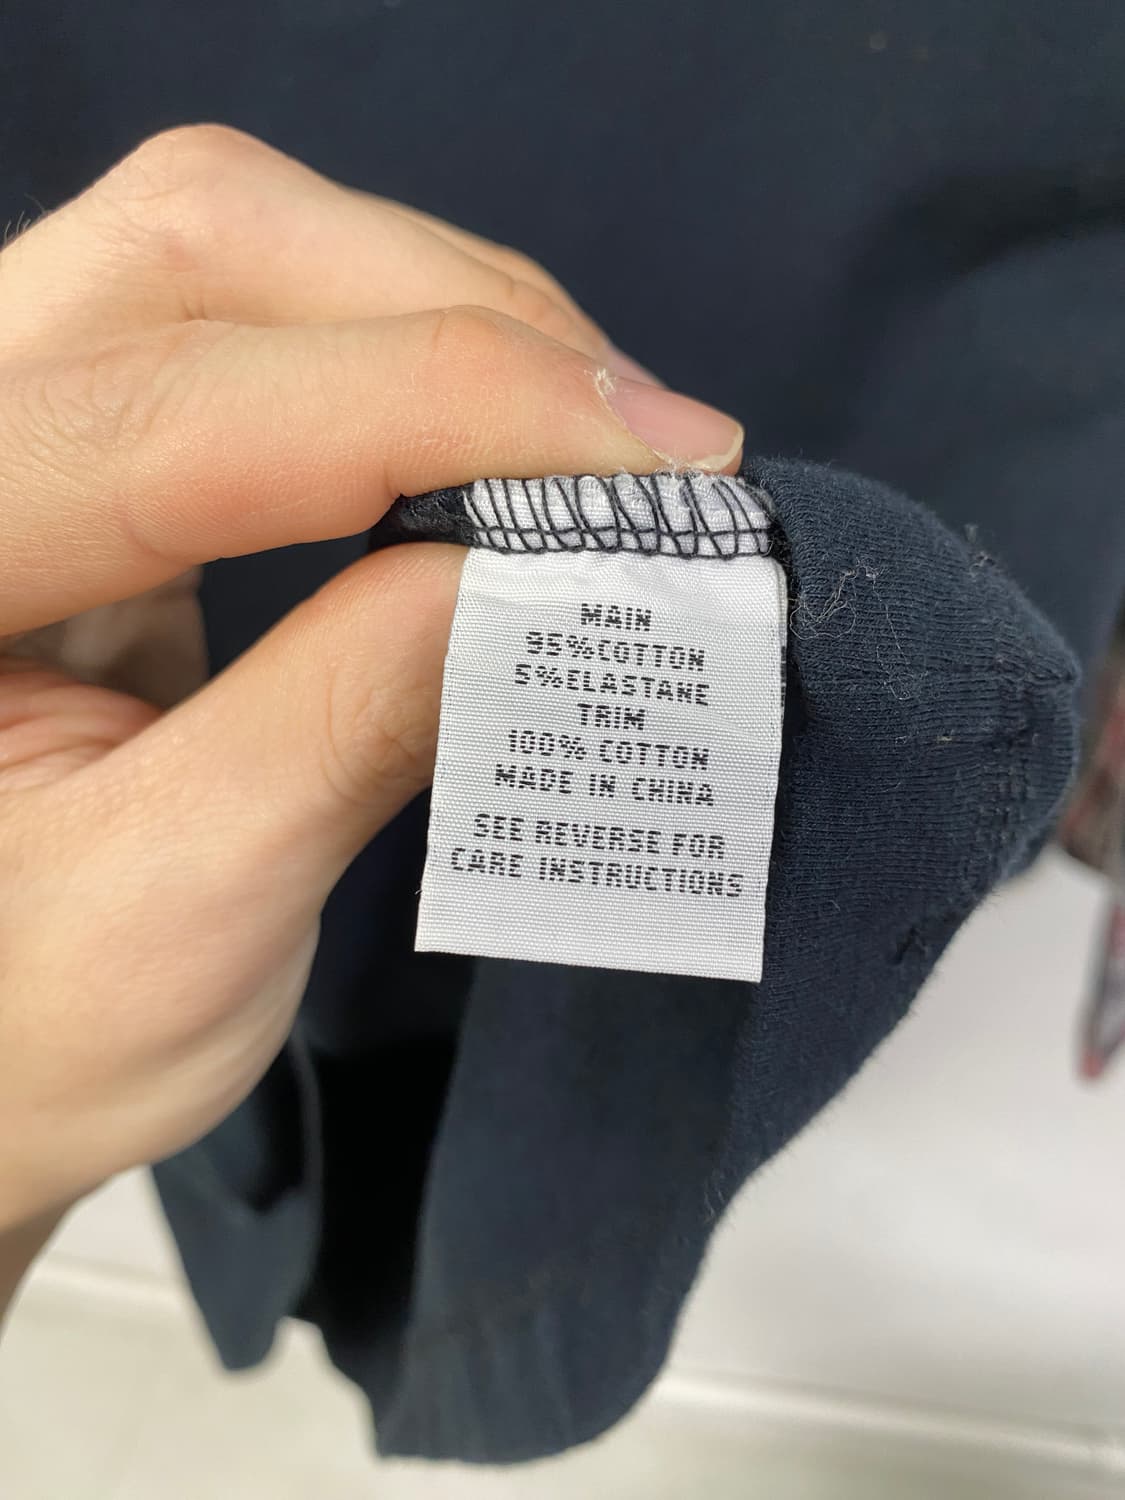 MAIN
95%COTTON
5%ELASTANE
TRIM
100% COTTON
MADE IN CHINA
SEE REVERSE FOR
CARE INSTRUCTIONS